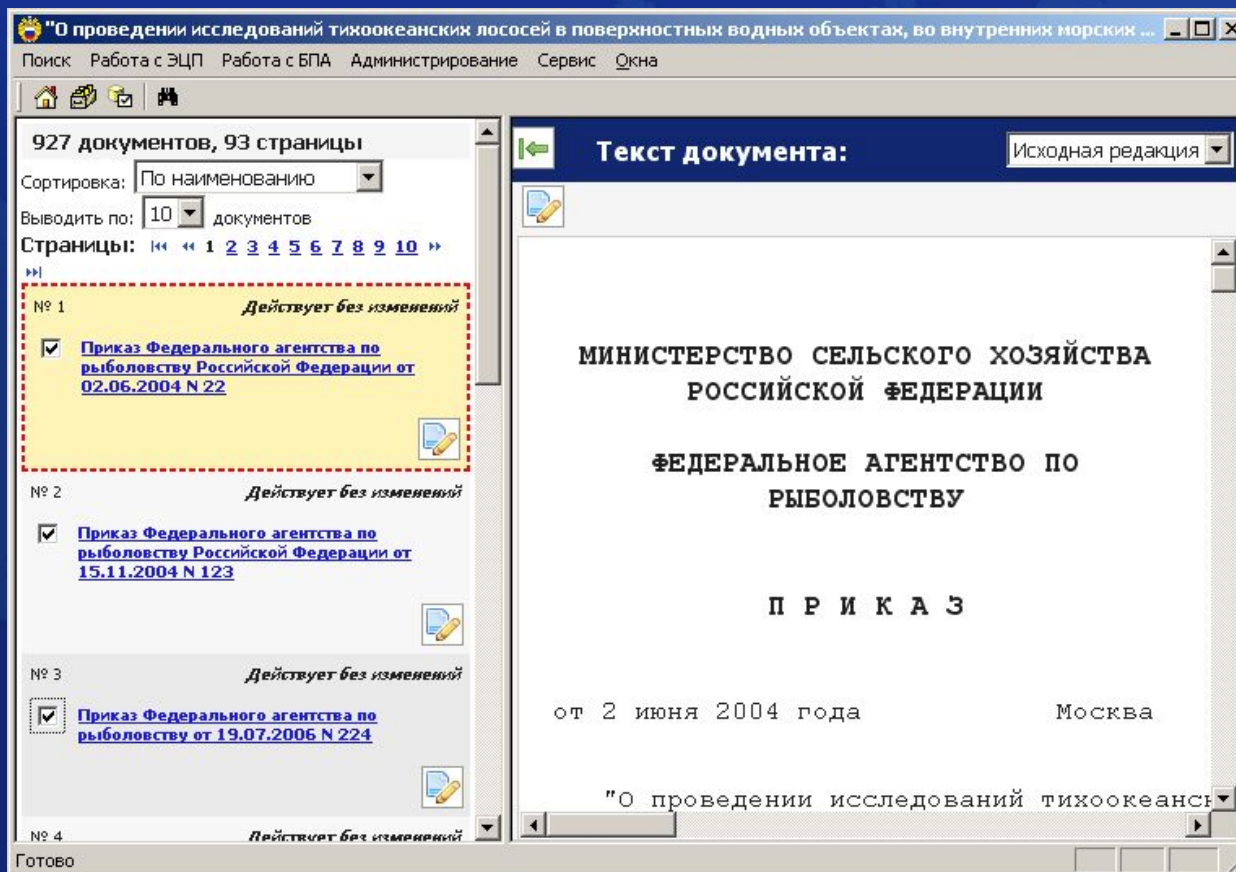 "О проведении исследований тихоокеанских лососей в поверхностных водных объектах, во внутренних морских ...
Поиск Работа с ЭЦП Работа с БПА Администрирование Сервис Окна
927 документов, 93 страницы
Сортировка: По наименованию
Выводить по: 10 документов
Страницы: 1 2 3 4 5 6 7 8 9 10
№ 1 Действует без изменений
Приказ Федерального агентства по
рыболовству Российской Федерации от
02.06.2004 N 22
№ 2 Действует без изменений
Приказ Федерального агентства по
рыболовству Российской Федерации от
15.11.2004 N 123
№ 3 Действует без изменений
Приказ Федерального агентства по
рыболовству от 19.07.2006 N 224
№ 4 Действует без изменений
Текст документа: Исходная редакция
МИНИСТЕРСТВО СЕЛЬСКОГО ХОЗЯЙСТВА
РОССИЙСКОЙ ФЕДЕРАЦИИ
ФЕДЕРАЛЬНОЕ АГЕНТСТВО ПО
РЫБОЛОВСТВУ
П Р И К А З
от 2 июня 2004 года Москва
"О проведении исследований тихоокеанс
Готово